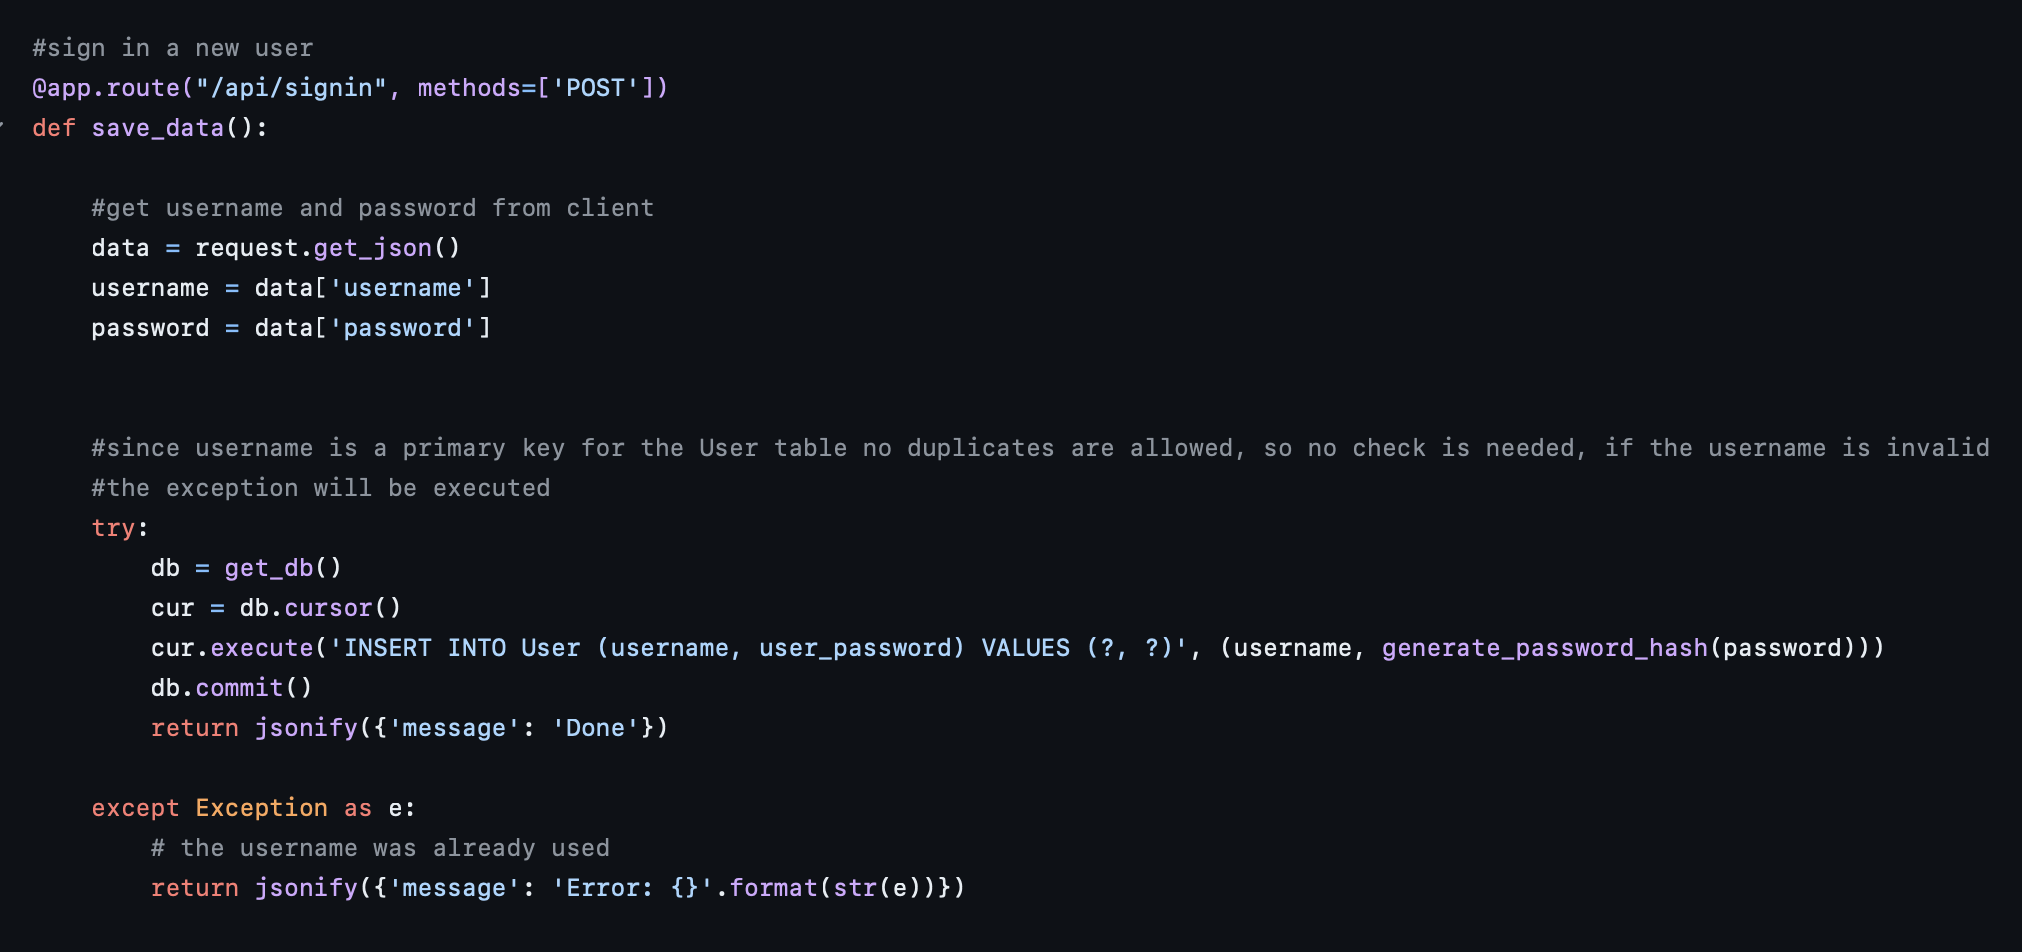 #sign in a new user
@app.route("/api/signin", methods=['POST'])
def save_data():
#get username and password from client
data = request.get_json()
username = data['username']
password = data['password']
#since username is a primary key for the User table no duplicates are allowed, so no check is needed, if the username is invalid
#the exception will be executed
try:
db = get_db()
cur = db.cursor()
cur.execute('INSERT INTO User (username, user_password) VALUES (?, ?)', (username, generate_password_hash(password)))
db.commit()
return jsonify({'message': 'Done'})
except Exception as e:
# the username was already used
return jsonify({'message': 'Error: {}'.format(str(e))})